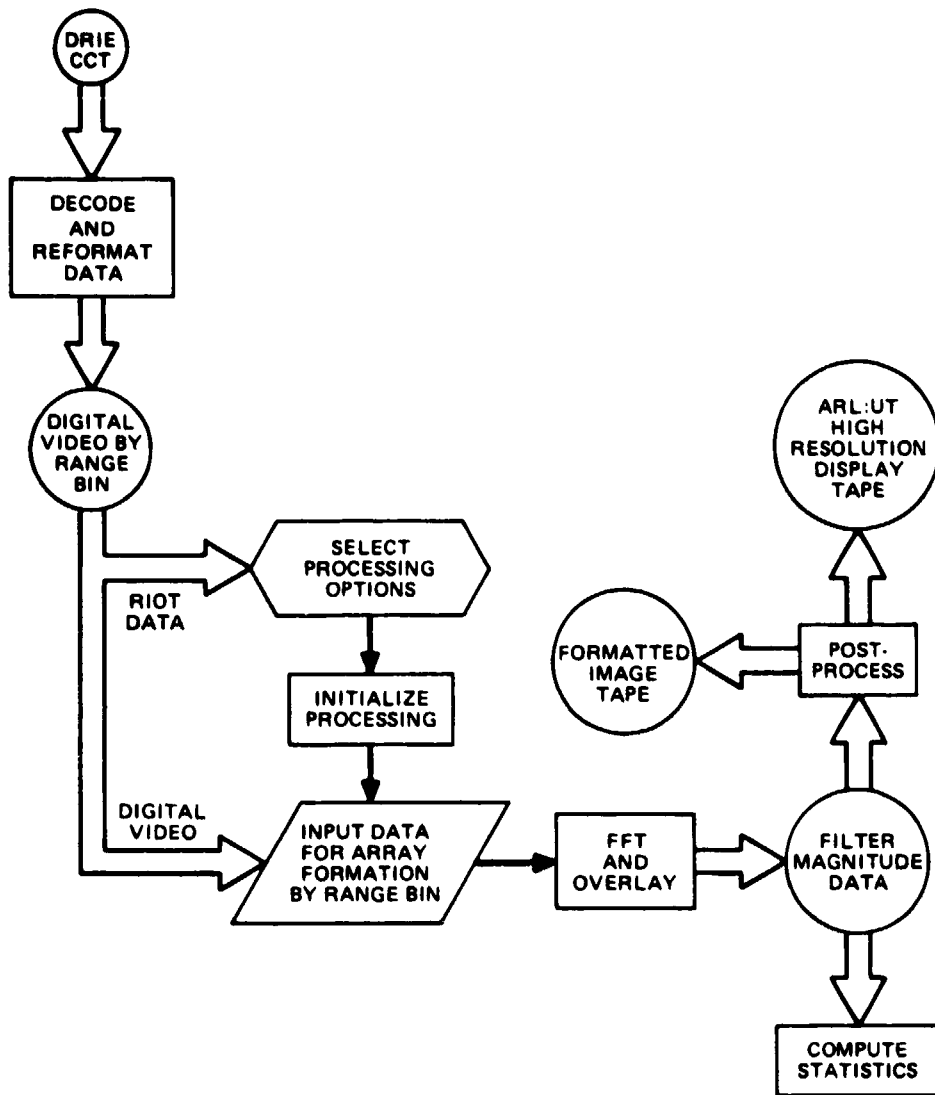 DRIE
CCT
DECODE
AND
REFORMAT
DATA
DIGITAL
VIDEO BY
RANGE
BIN
RIOT
DATA
SELECT
PROCESSING
OPTIONS
INITIALIZE
PROCESSING
DIGITAL
VIDEO
INPUT DATA
FOR ARRAY
FORMATION
BY RANGE BIN
FFT
AND
OVERLAY
FILTER
MAGNITUDE
DATA
POST-
PROCESS
FORMATTED
IMAGE
TAPE
ARL:UT
HIGH
RESOLUTION
DISPLAY
TAPE
COMPUTE
STATISTICS